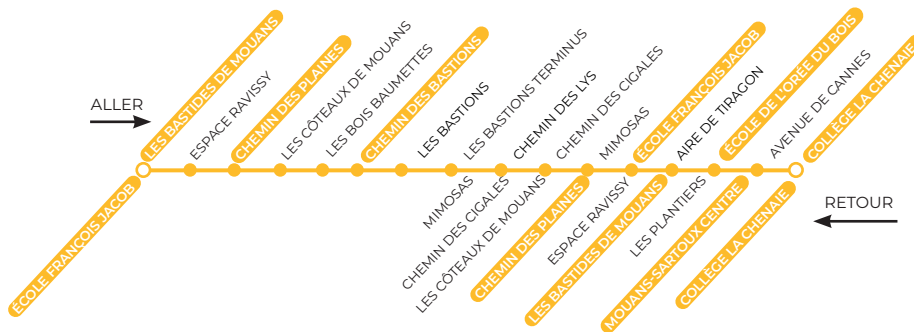 ALLER
LES BASTIDES DE MOUANS
ESPACE RAVISSY
CHEMIN DES PLAINES
LES CÔTEAUX DE MOUANS
LES BOIS BAUMETTES
CHEMIN DES BASTIONS
LES BASTIONS
LES BASTIONS TERMINUS
CHEMIN DES LYS
CHEMIN DES CIGALES
MIMOSAS
ÉCOLE FRANÇOIS JACOB
AIRE DE TIRAGON
ÉCOLE DE L'ORÉE DU BOIS
AVENUE DE CANNES
COLLÈGE LA CHENAIE
ÉCOLE FRANÇOIS JACOB
MIMOSAS
CHEMIN DES CIGALES
LES CÔTEAUX DE MOUANS
CHEMIN DES PLAINES
ESPACE RAVISSY
LES BASTIDES DE MOUANS
LES PLANTIERS
MOUANS-SARTOUX CENTRE
COLLÈGE LA CHENAIE
RETOUR